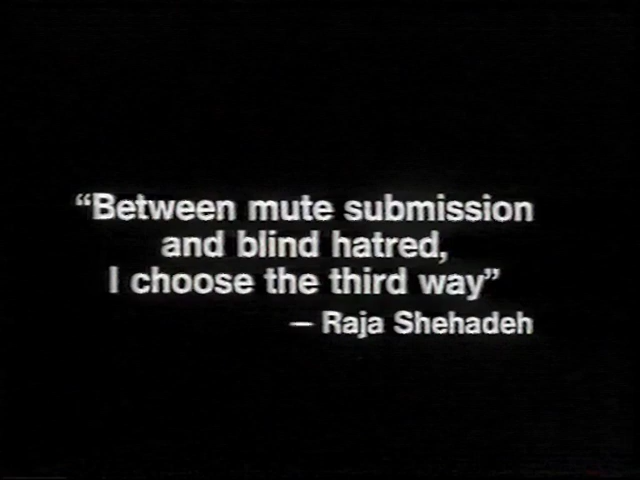 “Between mute submission
and blind hatred,
I choose the third way”
– Raja Shehadeh